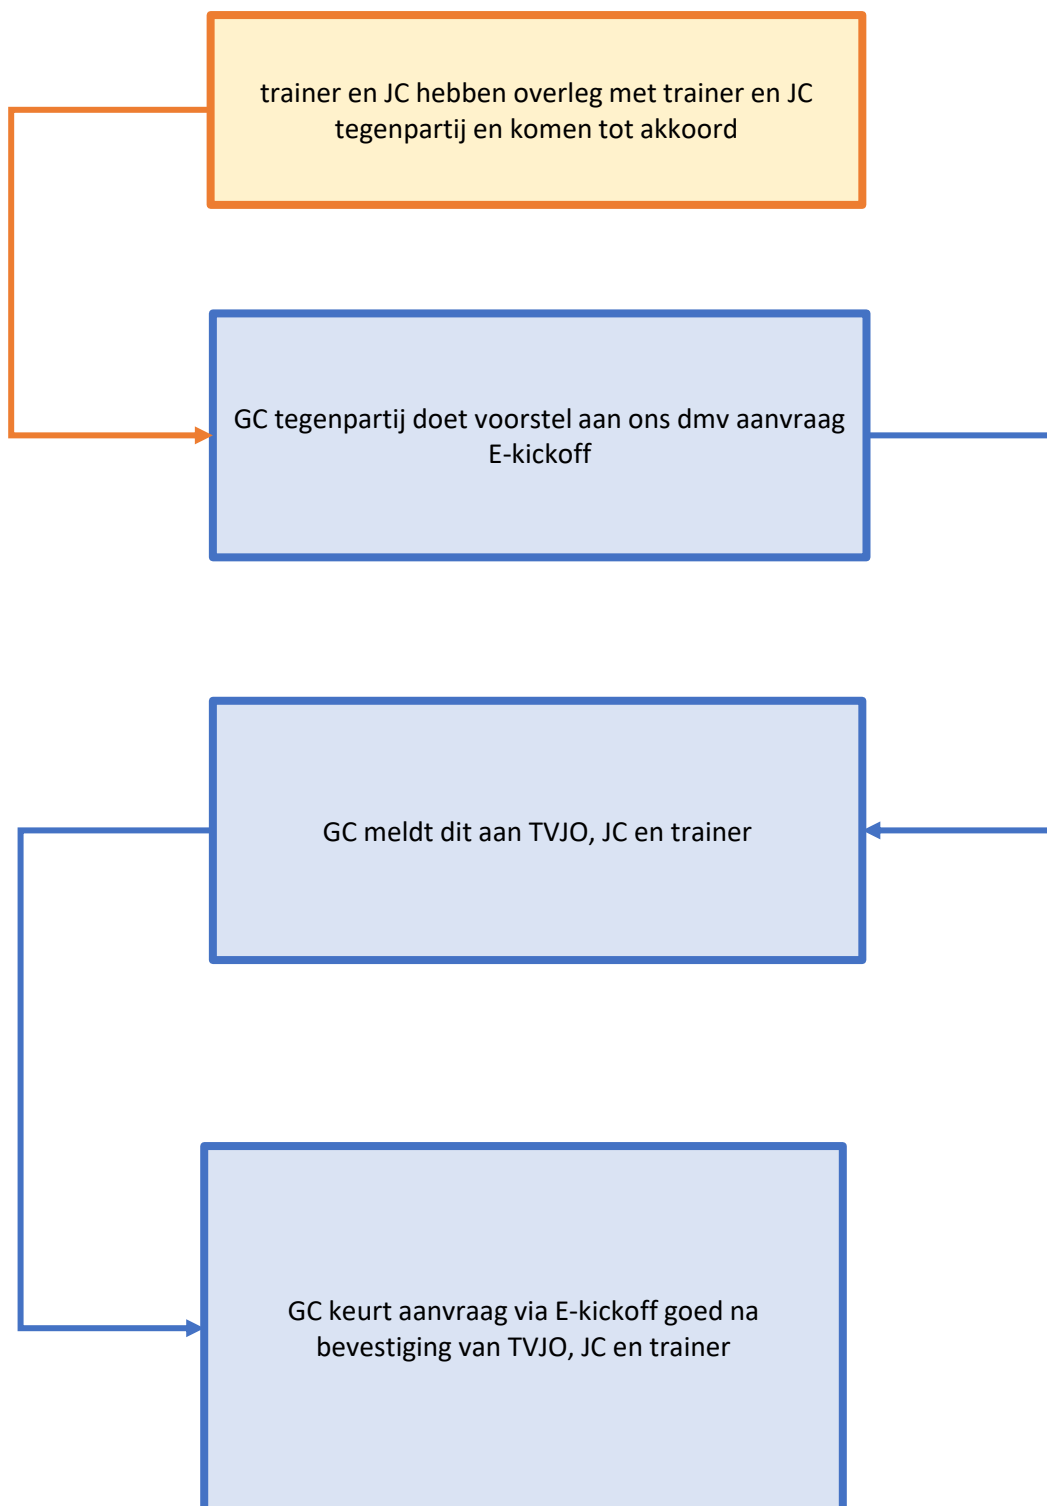 trainer en JC hebben overleg met trainer en JC
tegenpartij en komen tot akkoord
GC tegenpartij doet voorstel aan ons dmv aanvraag
E-kickoff
GC meldt dit aan TVJO, JC en trainer
GC keurt aanvraag via E-kickoff goed na
bevestiging van TVJO, JC en trainer